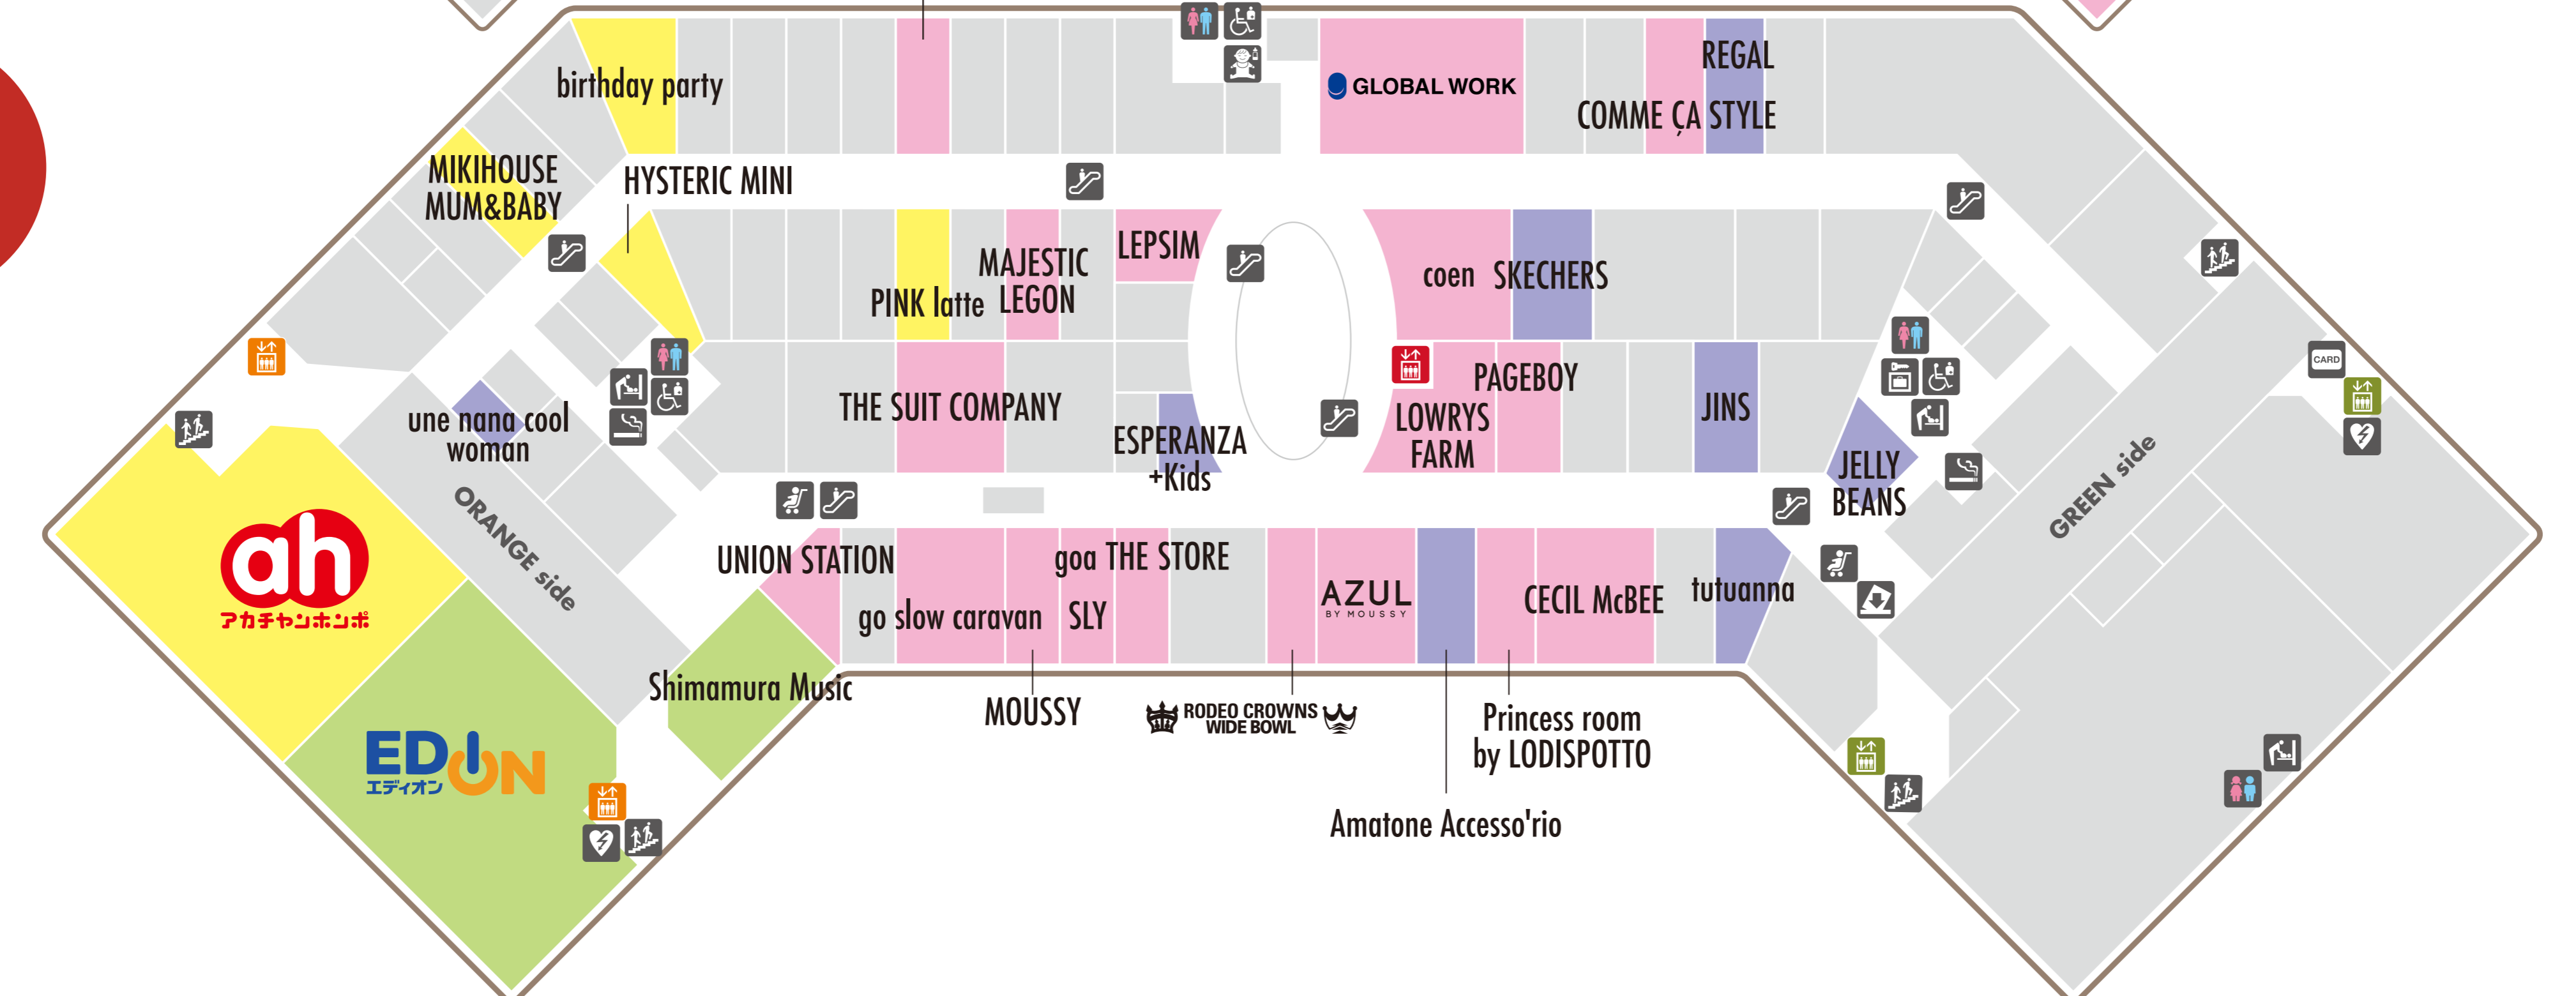 birthday party
GLOBAL WORK
REGAL
COMME ÇA STYLE
MIKIHOUSE
MUM&BABY
HYSTERIC MINI
PINK latte
MAJESTIC
LEGON
LEPSIM
coen
SKECHERS
une nana cool
woman
THE SUIT COMPANY
ESPERANZA
+Kids
PAGEBOY
LOWRYS
FARM
JINS
JELLY
BEANS
CARD
GREEN side
ORANGE side
ah
アカチャンホンポ
UNION STATION
go slow caravan
SLY
goa THE STORE
AZUL
BY MOUSSY
CECIL McBEE
tutuanna
Shimamura Music
MOUSSY
RODEO CROWNS
WIDE BOWL
Princess room
by LODISPOTTO
EDION
エディオン
Amatone Accesso'rio